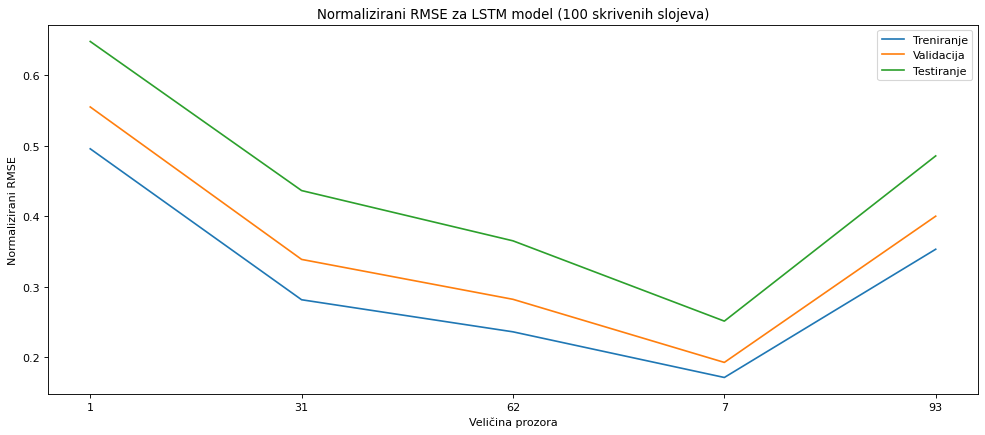 Normalizirani RMSE za LSTM model (100 skrivenih slojeva)
Treniranje
Validacija
Testiranje
Normalizirani RMSE
0.6
0.5
0.4
0.3
0.2
1 31 62 7 93
Veličina prozora